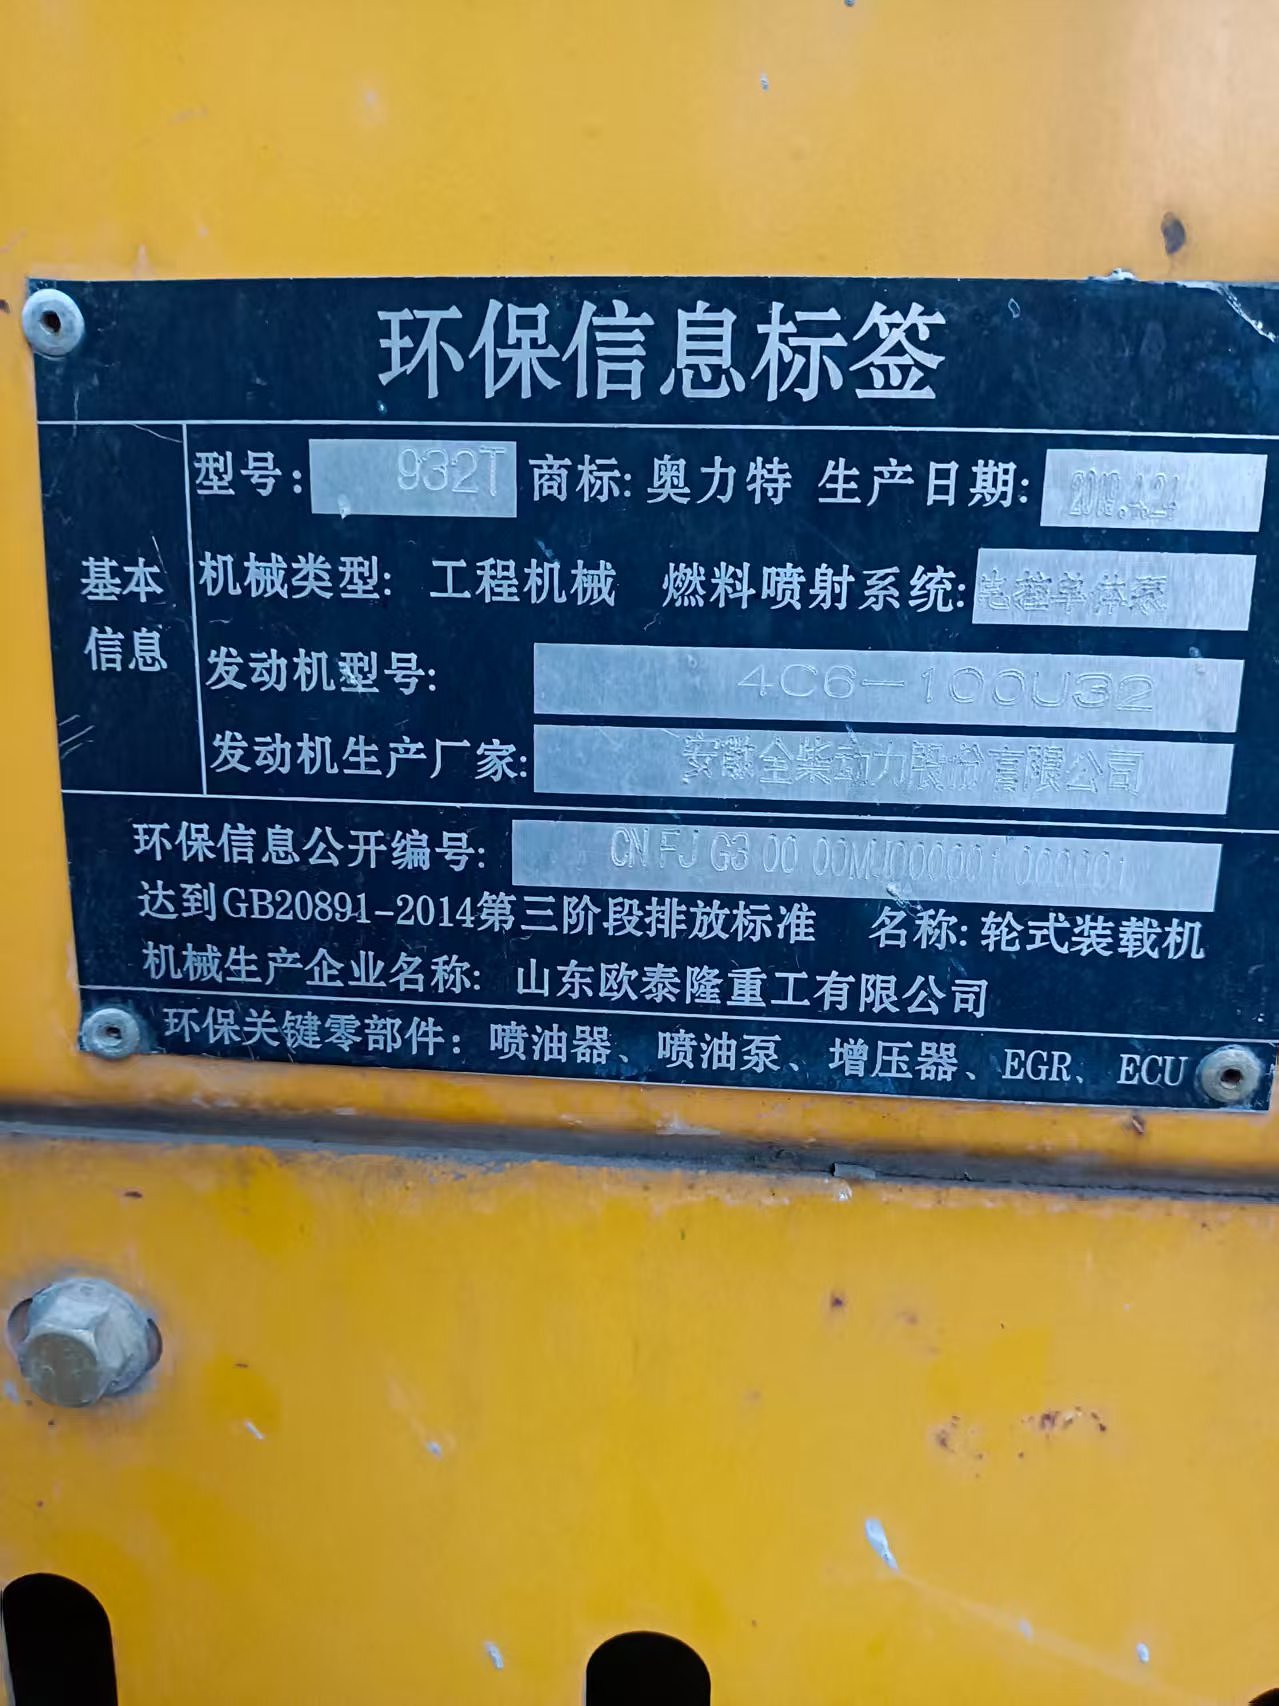 环保信息标签
型号: 932T 商标: 奥力特 生产日期: 2019.4.21
基本信息
机械类型: 工程机械 燃料喷射系统: 电控单体泵
发动机型号: 4C6-100U32
发动机生产厂家: 安徽全柴动力股份有限公司
环保信息公开编号: CN FJ G3 00
达到GB20891-2014第三阶段排放标准 名称: 轮式装载机
机械生产企业名称: 山东欧泰隆重工有限公司
环保关键零部件: 喷油器、喷油泵、增压器、EGR、ECU